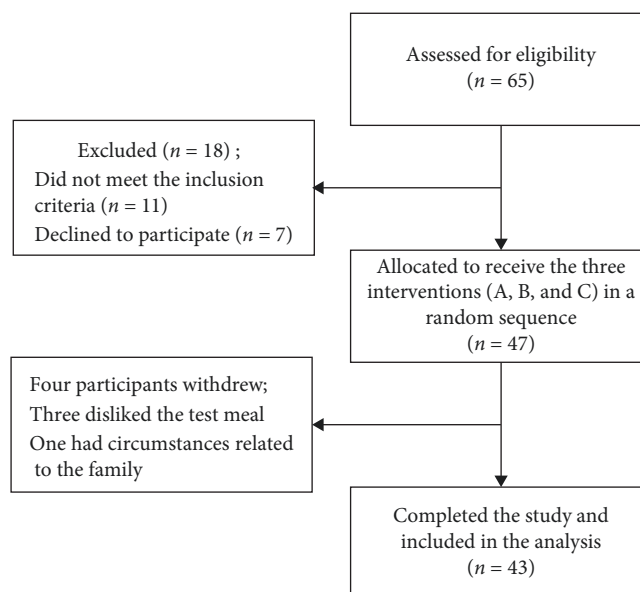 Assessed for eligibility
(n = 65)
Excluded (n = 18) ;
Did not meet the inclusion
criteria (n = 11)
Declined to participate (n = 7)
Allocated to receive the three
interventions (A, B, and C) in a
random sequence
(n = 47)
Four participants withdrew;
Three disliked the test meal
One had circumstances related
to the family
Completed the study and
included in the analysis
(n = 43)